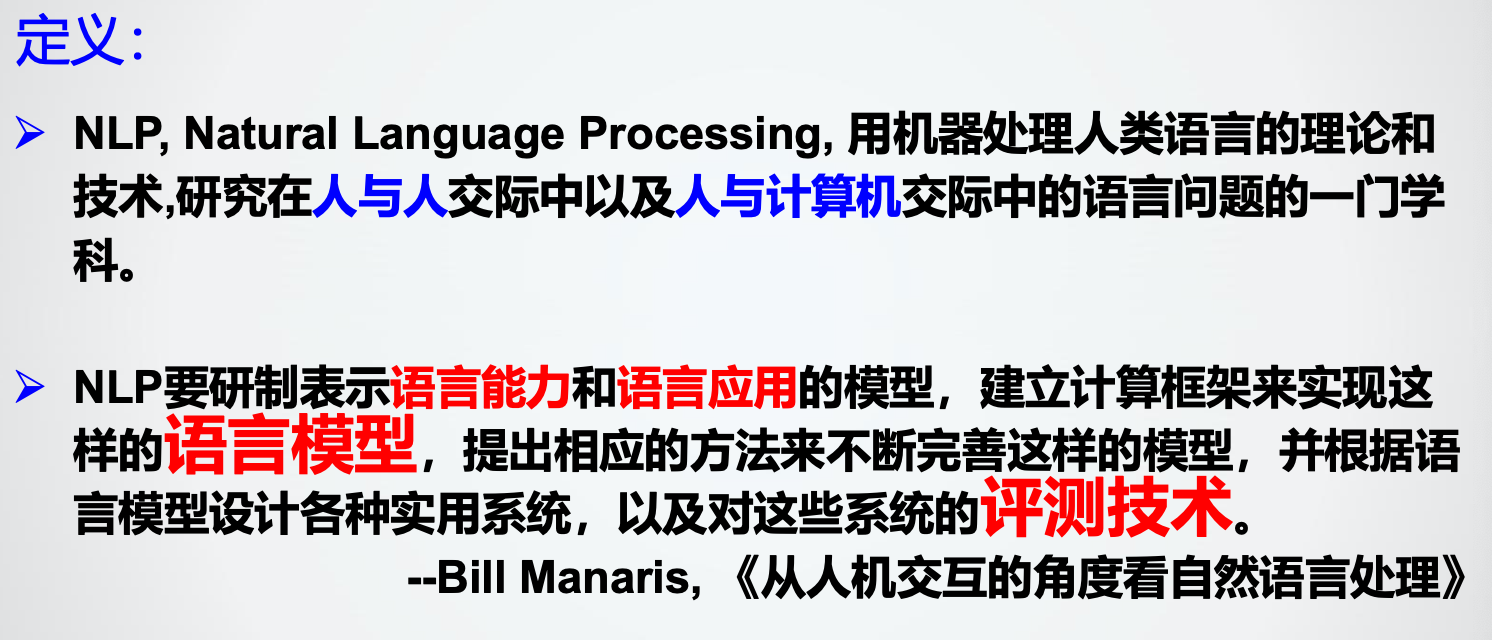 定义：
➢ NLP, Natural Language Processing, 用机器处理人类语言的理论和
技术,研究在人与人交际中以及人与计算机交际中的语言问题的一门学
科。
➢ NLP要研制表示语言能力和语言应用的模型，建立计算框架来实现这
样的语言模型，提出相应的方法来不断完善这样的模型，并根据语
言模型设计各种实用系统，以及对这些系统的评测技术。
--Bill Manaris, 《从人机交互的角度看自然语言处理》